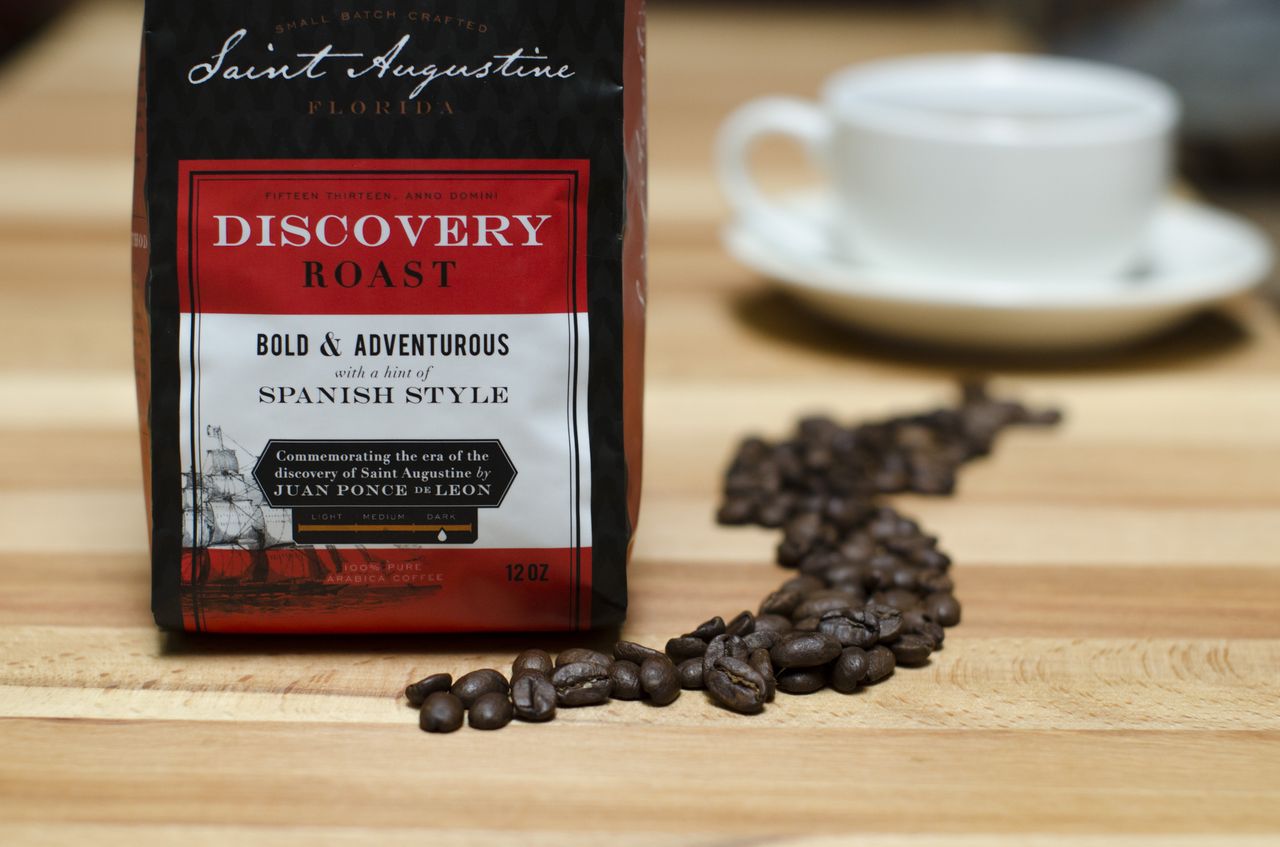 SMALL BATCH CRAFTED
Saint Augustine
FLORIDA
FIFTEEN THIRTEEN, ANNO DOMINI
DISCOVERY
ROAST
BOLD & ADVENTUROUS
with a hint of
SPANISH STYLE
Commemorating the era of the
discovery of Saint Augustine by
JUAN PONCE DE LEON
LIGHT MEDIUM DARK
100% PURE
ARABICA COFFEE
12 OZ